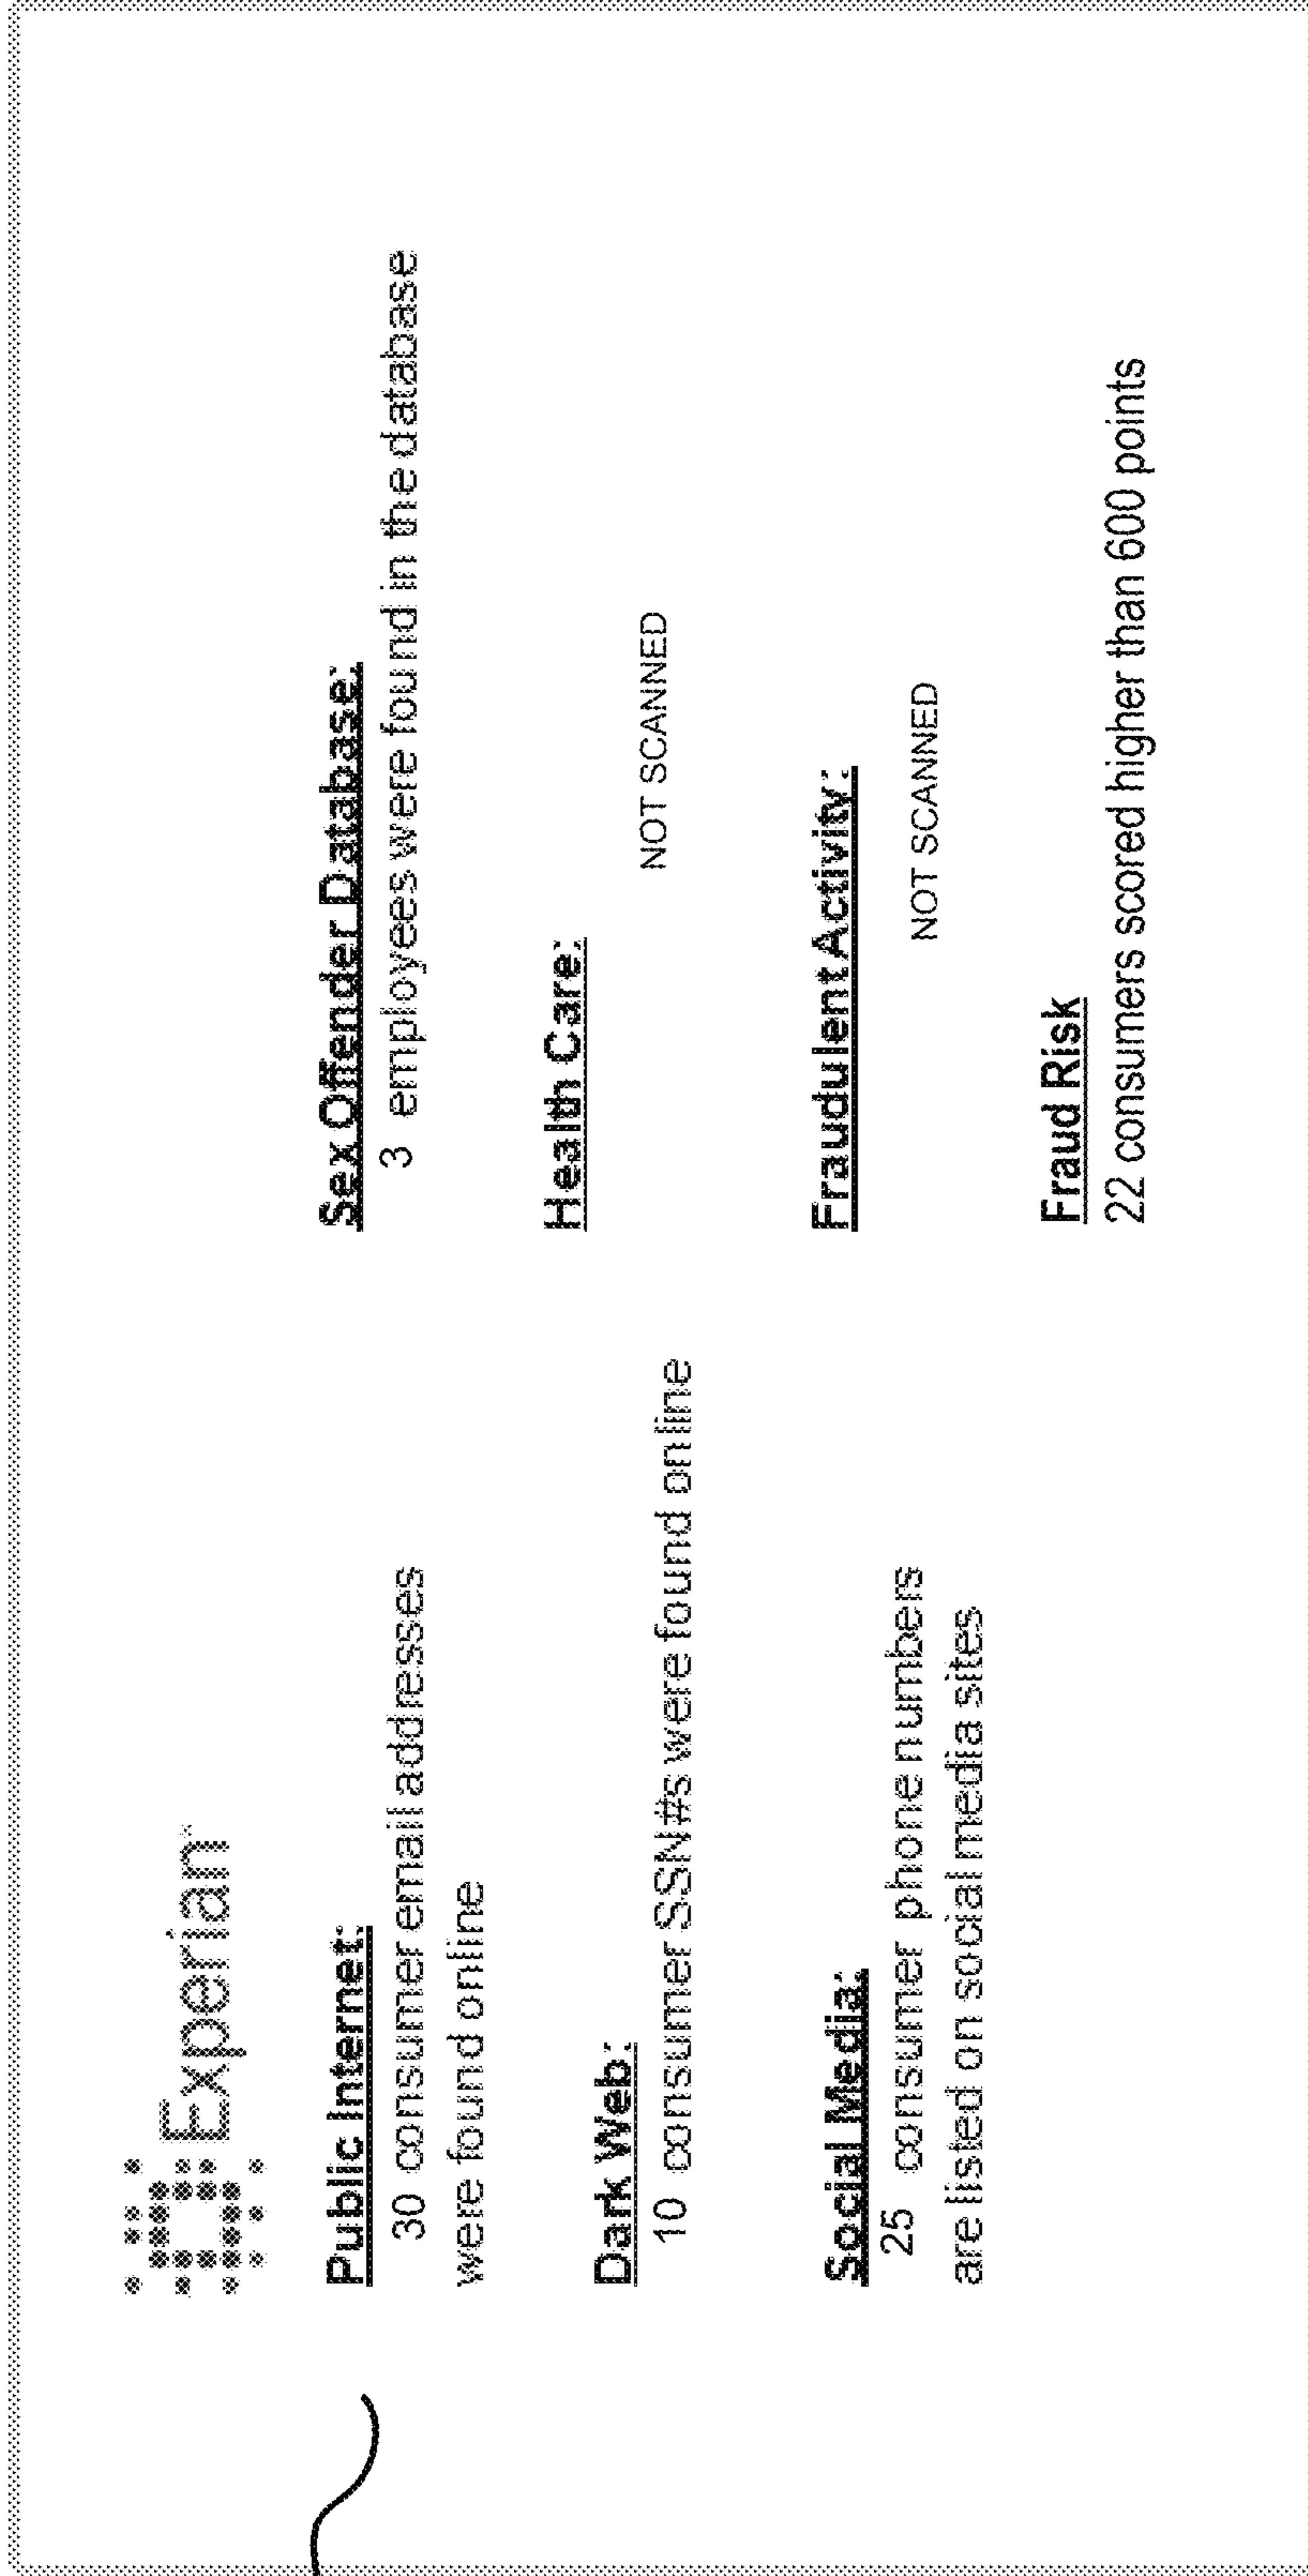 Experian™
Public Internet:
30 consumer email addresses
were found online
Dark Web:
10 consumer SSN#s were found online
Social Media:
25 consumer phone numbers
are listed on social media sites
Sex Offender Database:
3 employees were found in the database
Health Care:
NOT SCANNED
Fraudulent Activity:
NOT SCANNED
Fraud Risk
22 consumers scored higher than 600 points